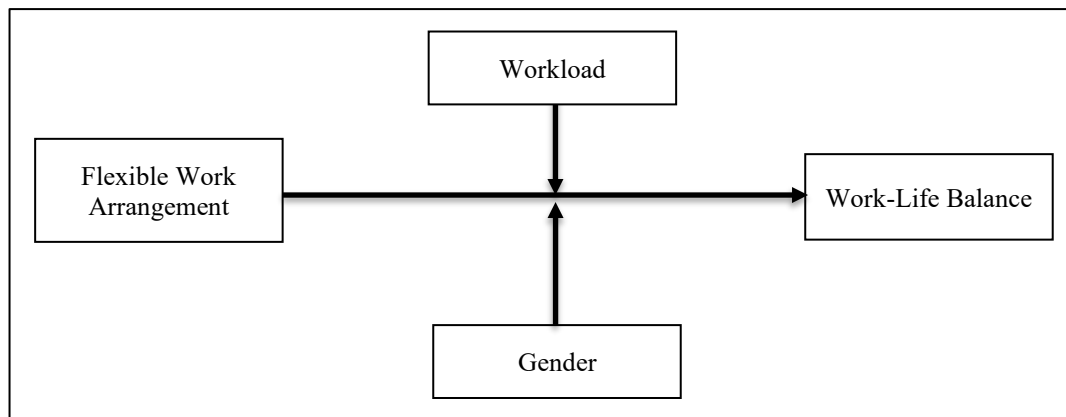 Workload
Flexible Work
Arrangement
Work-Life Balance
Gender